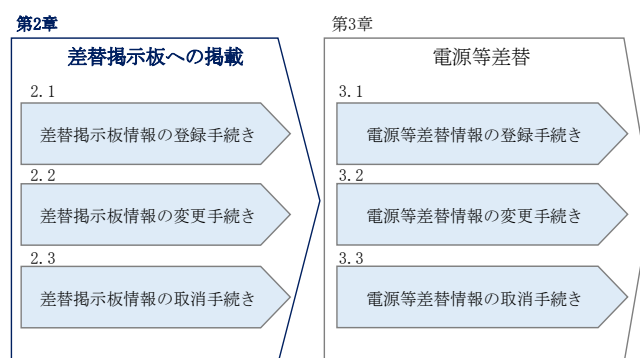 第2章
差替掲示板への掲載
2.1
差替掲示板情報の登録手続き
2.2
差替掲示板情報の変更手続き
2.3
差替掲示板情報の取消手続き
第3章
電源等差替
3.1
電源等差替情報の登録手続き
3.2
電源等差替情報の変更手続き
3.3
電源等差替情報の取消手続き